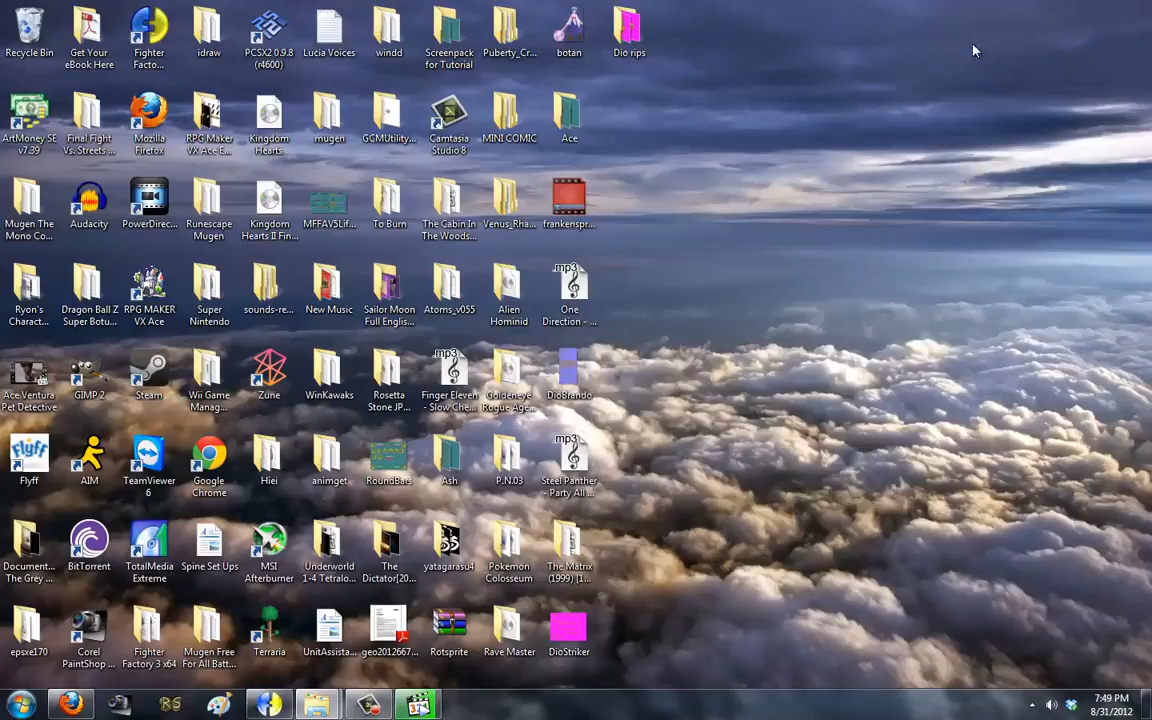 Recycle Bin
Get Your
eBook Here
Fighter
Facto...
idraw
PCSX2 0.9.8
(r4600)
Lucia Voices
windd
Screenpack
for Tutorial
Puberty_Cr...
botan
Dio rips
ArtMoney SE
v7.39
Final Fight
Vs. Streets ...
Mozilla
Firefox
RPG Maker
VX Ace E...
Kingdom
Hearts
mugen
GCMUtility...
Camtasia
Studio 8
MINI COMIC
Ace
Mugen The
Mono Co...
Audacity
PowerDirec...
Runescape
Mugen
Kingdom
Hearts II Fin...
MFFAV5Lif...
To Burn
The Cabin In
The Woods...
Venus_Rha...
frankenspr...
Ryon's
Charact...
Dragon Ball Z
Super Botu...
RPG MAKER
VX Ace
Super
Nintendo
sounds-re...
New Music
Sailor Moon
Full Englis...
Atoms_v055
Alien
Hominid
.mp3
One
Direction - ...
Ace Ventura
Pet Detective
GIMP 2
Steam
Wii Game
Manag...
Zune
WinKawaks
Rosetta
Stone JP...
.mp3
Finger Eleven
- Slow Che...
Goldeneye
Rogue Age...
DioBrando
Flyff
Flyff
AIM
TeamViewer
6
Google
Chrome
Hiei
animget
RoundBars
Ash
P.N.03
mp3
Steel Panther
- Party All ...
Document...
The Grey ...
BitTorrent
TotalMedia
Extreme
Spine Set Ups
MSI
Afterburner
Underworld
1-4 Tetralo...
The
Dictator[20...
yatagarasu4
Pokemon
Colosseum
The Matrix
(1999) [1...
epsxe170
Corel
PaintShop ...
Fighter
Factory 3 x64
Mugen Free
For All Batt...
Terraria
UnitAssista...
geo2012667...
Rotsprite
Rave Master
DioStriker
RS
31
7:49 PM
8/31/2012